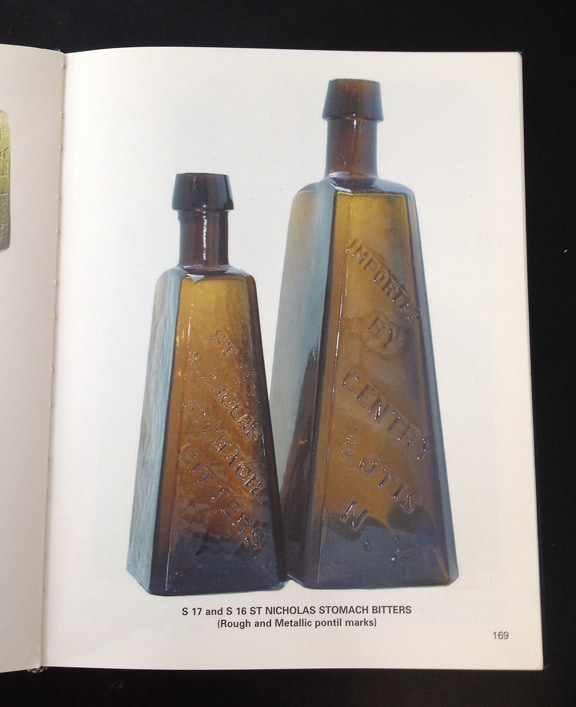 ST
NICHOLAS
STOMACH
BITTERS
IMPORTED
BY
GENTRY
& OTIS
N.Y
S 17 and S 16 ST NICHOLAS STOMACH BITTERS
(Rough and Metallic pontil marks)
169